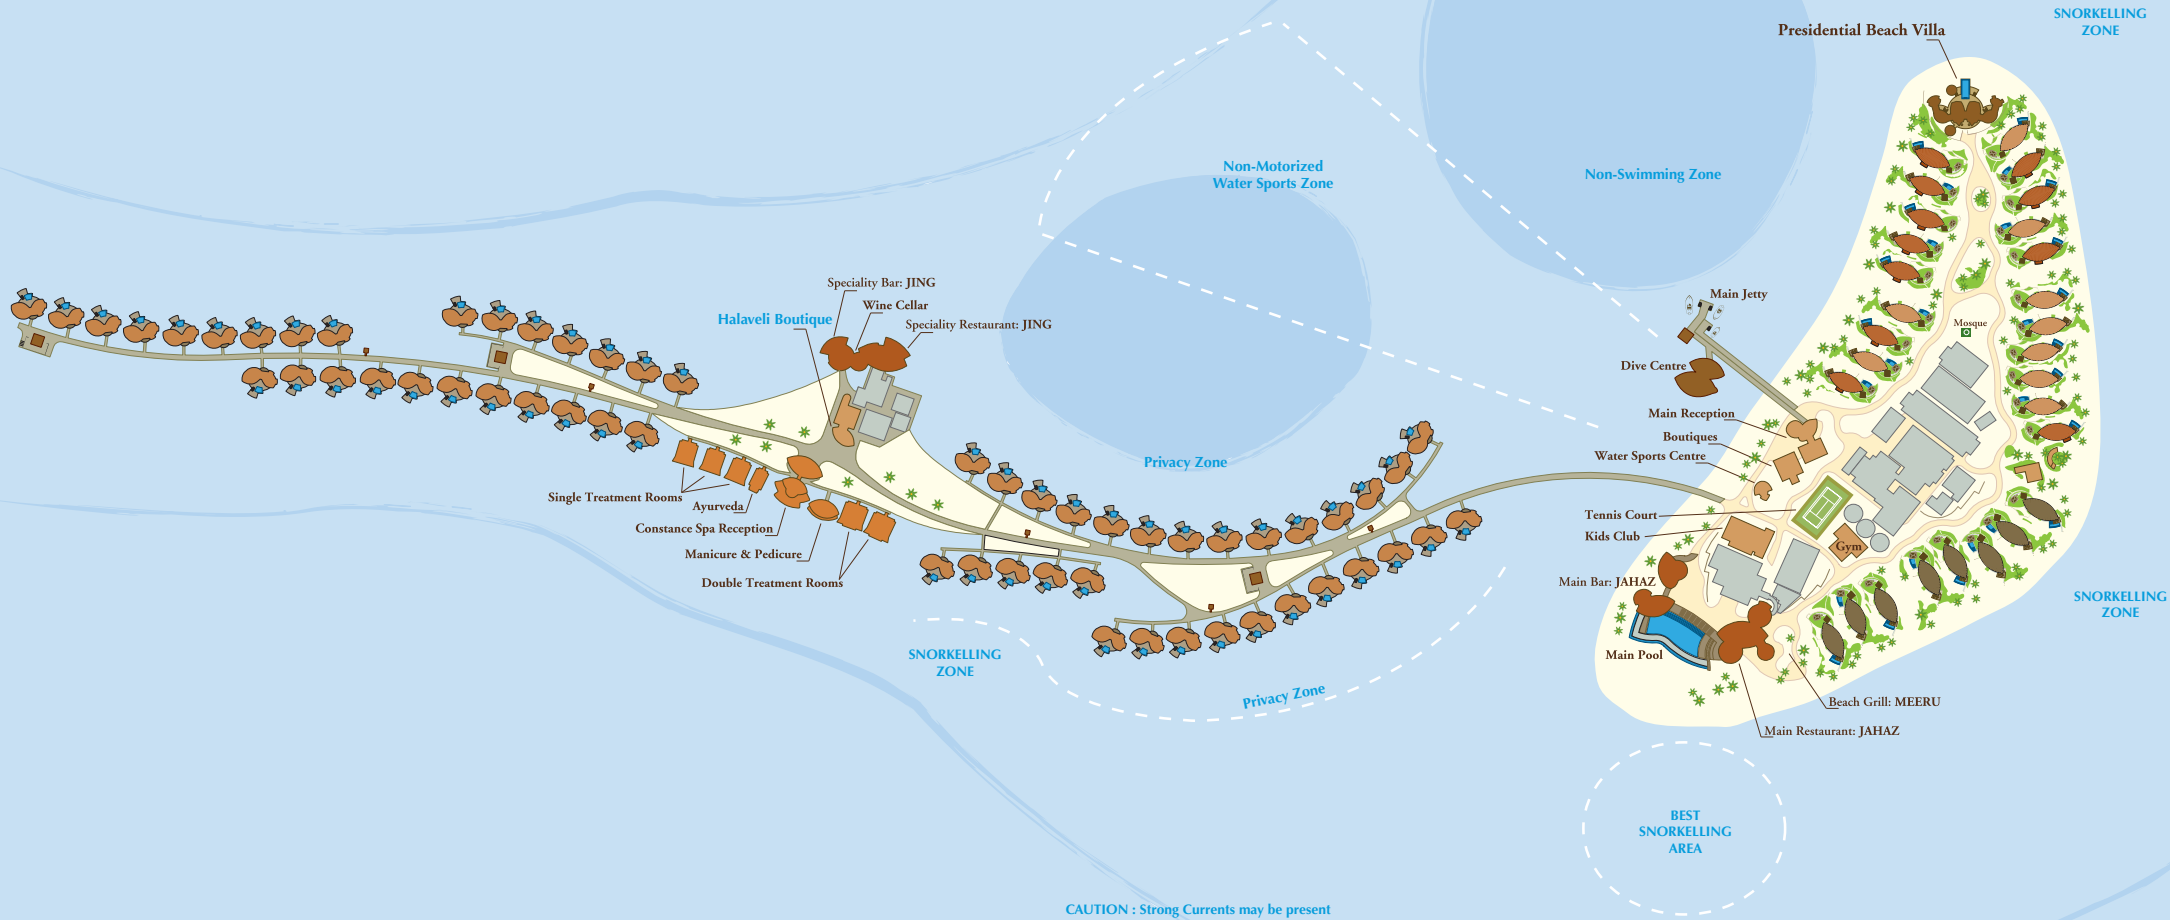 SNORKELLING
ZONE
Presidential Beach Villa
Non-Motorized
Water Sports Zone
Non-Swimming Zone
Speciality Bar: JING
Wine Cellar
Halaveli Boutique
Speciality Restaurant: JING
Main Jetty
Mosque
Dive Centre
Main Reception
Boutiques
Water Sports Centre
Privacy Zone
Single Treatment Rooms
Ayurveda
Constance Spa Reception
Manicure & Pedicure
Double Treatment Rooms
Tennis Court
Kids Club
Gym
Main Bar: JAHAZ
SNORKELLING
ZONE
Main Pool
SNORKELLING
ZONE
Privacy Zone
Beach Grill: MEERU
Main Restaurant: JAHAZ
BEST
SNORKELLING
AREA
CAUTION : Strong Currents may be present